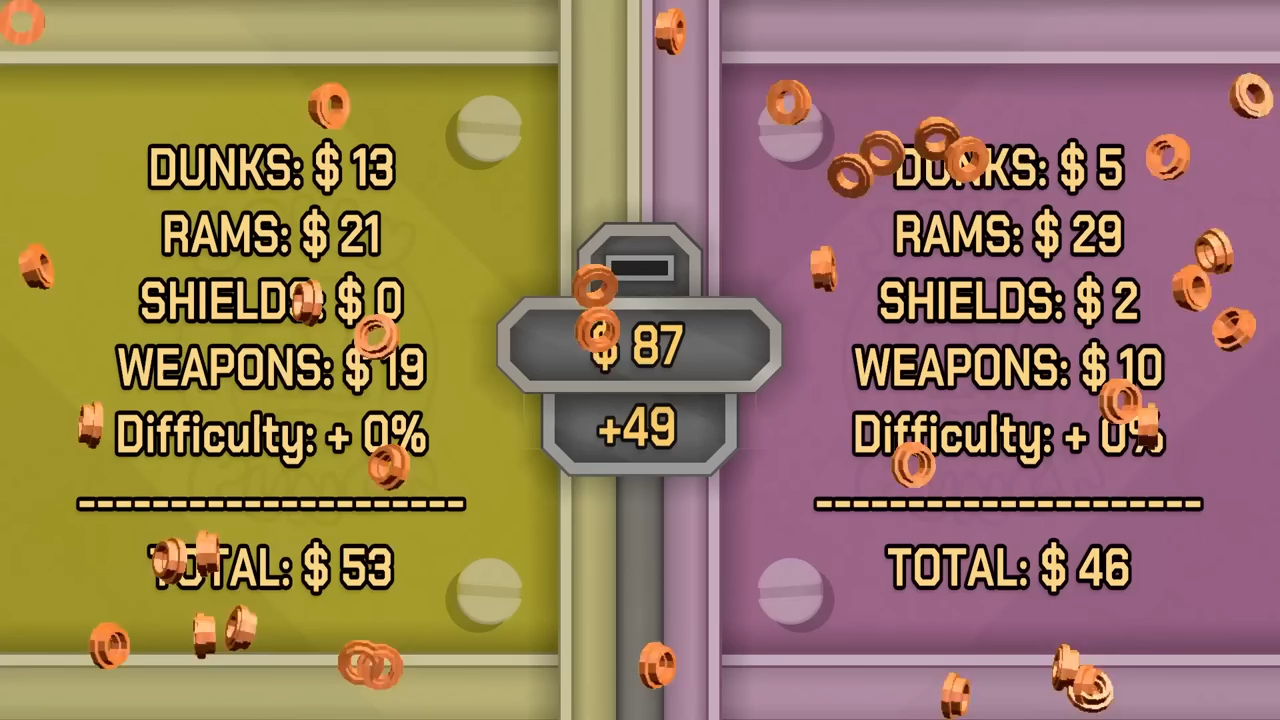 DUNKS: $ 13
RAMS: $ 21
SHIELDS: $ 0
WEAPONS: $ 19
Difficulty: + 0%
--------------------
TOTAL: $ 53
$ 87
+49
DUNKS: $ 5
RAMS: $ 29
SHIELDS: $ 2
WEAPONS: $ 10
Difficulty: + 0%
--------------------
TOTAL: $ 46